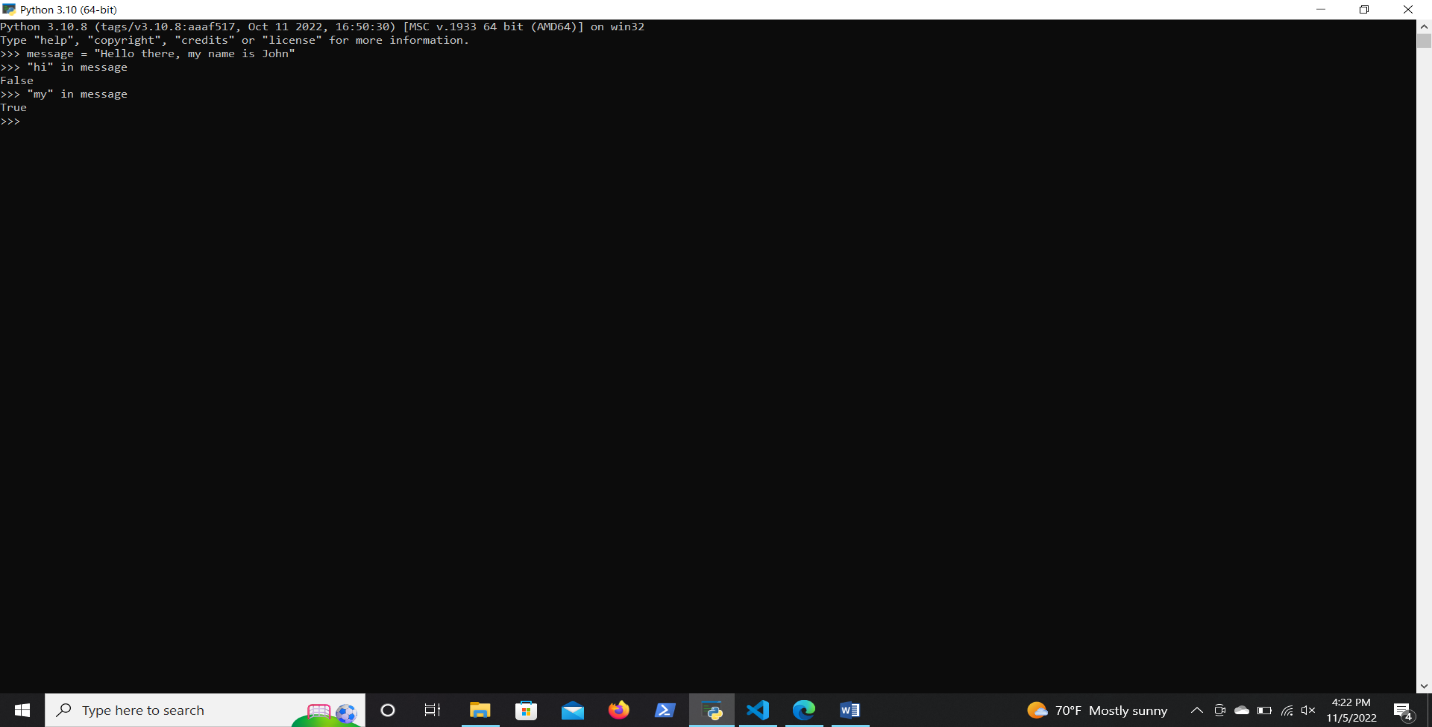 Python 3.10 (64-bit)
Python 3.10.8 (tags/v3.10.8:aaaf517, Oct 11 2022, 16:50:30) [MSC v.1933 64 bit (AMD64)] on win32
Type "help", "copyright", "credits" or "license" for more information.
>>> message = "Hello there, my name is John"
>>> "hi" in message
False
>>> "my" in message
True
>>>
Type here to search
70°F Mostly sunny
4:22 PM
11/5/2022
4